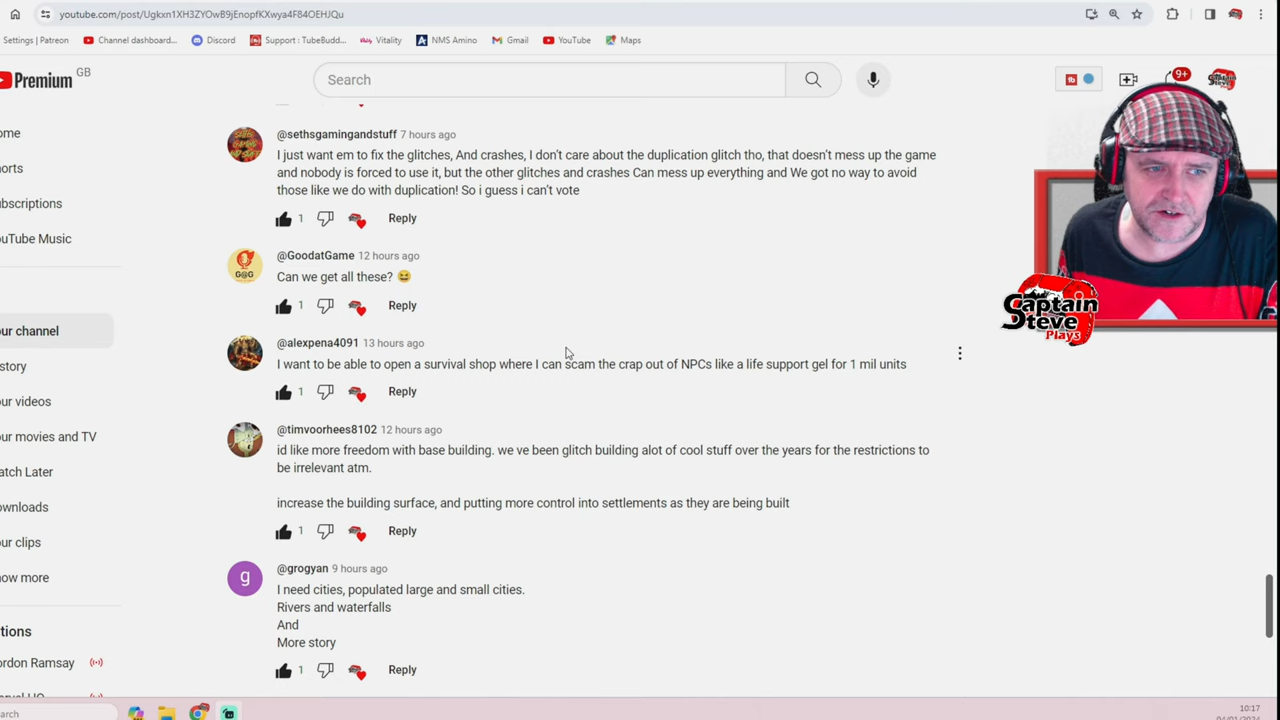 youtube.com/post/Ugkxn1XH3ZYOwB9jEnopfKXwya4F84OEHJQu
Settings | Patreon
Channel dashboard...
Discord
Support : TubeBudd...
Vitality
NMS Amino
Gmail
YouTube
Maps
Premium GB
Search
9+
ome
orts
ubscriptions
uTube Music
ur channel
story
ur videos
ur movies and TV
atch Later
ownloads
ur clips
ow more
tions
ordon Ramsay
@sethsgamingandstuff 7 hours ago
I just want em to fix the glitches, And crashes, I don't care about the duplication glitch tho, that doesn't mess up the game
and nobody is forced to use it, but the other glitches and crashes Can mess up everything and We got no way to avoid
those like we do with duplication! So i guess i can't vote
1 Reply
@GoodatGame 12 hours ago
G@G
Can we get all these? 😆
1 Reply
@alexpena4091 13 hours ago
I want to be able to open a survival shop where I can scam the crap out of NPCs like a life support gel for 1 mil units
1 Reply
@timvoorhees8102 12 hours ago
id like more freedom with base building. we ve been glitch building alot of cool stuff over the years for the restrictions to
be irrelevant atm.
increase the building surface, and putting more control into settlements as they are being built
1 Reply
@grogyan 9 hours ago
g
I need cities, populated large and small cities.
Rivers and waterfalls
And
More story
1 Reply
Captain
Steve
Plays
earch
10:17
04/01/2024